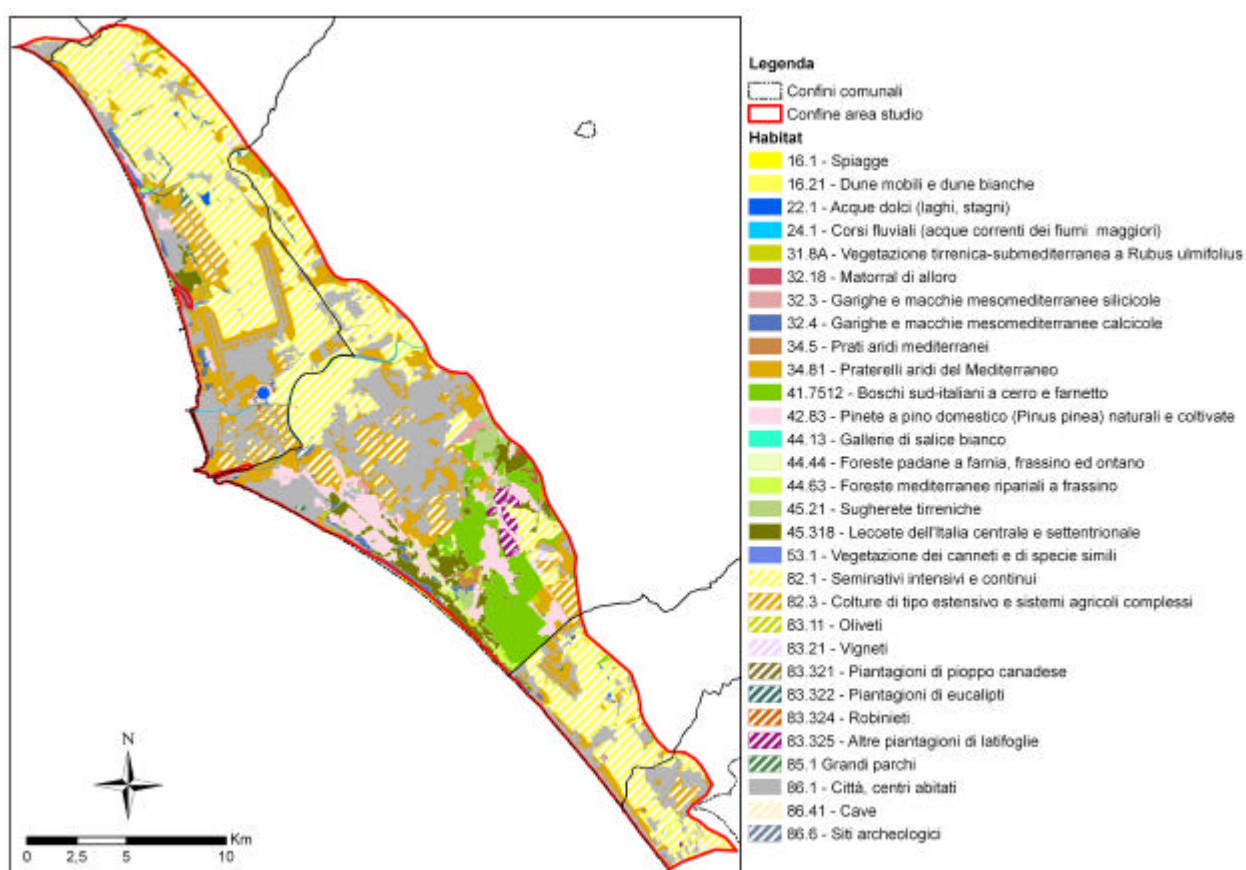 Legenda
Confini comunali
Confine area studio
Habitat
16.1 - Spiagge
16.21 - Dune mobili e dune bianche
22.1 - Acque dolci (laghi, stagni)
24.1 - Corsi fluviali (acque correnti dei fiumi maggiori)
31.8A - Vegetazione tirrenica-submediterranea a Rubus ulmifolius
32.18 - Matorral di alloro
32.3 - Garighe e macchie mesomediterranee silicicole
32.4 - Garighe e macchie mesomediterranee calcicole
34.5 - Prati aridi mediterranei
34.81 - Praterelli aridi del Mediterraneo
41.7512 - Boschi sud-italiani a cerro e farnetto
42.83 - Pinete a pino domestico (Pinus pinea) naturali e coltivate
44.13 - Gallerie di salice bianco
44.44 - Foreste padane a farnia, frassino ed ontano
44.63 - Foreste mediterranee ripariali a frassino
45.21 - Sugherete tirreniche
45.318 - Leccete dell'Italia centrale e settentrionale
53.1 - Vegetazione dei canneti e di specie simili
82.1 - Seminativi intensivi e continui
82.3 - Colture di tipo estensivo e sistemi agricoli complessi
83.11 - Oliveti
83.21 - Vigneti
83.321 - Piantagioni di pioppo canadese
83.322 - Piantagioni di eucalipti
83.324 - Robinieti
83.325 - Altre piantagioni di latifoglie
85.1 Grandi parchi
86.1 - Città, centri abitati
86.41 - Cave
86.6 - Siti archeologici
N
Km
0 2,5 5 10